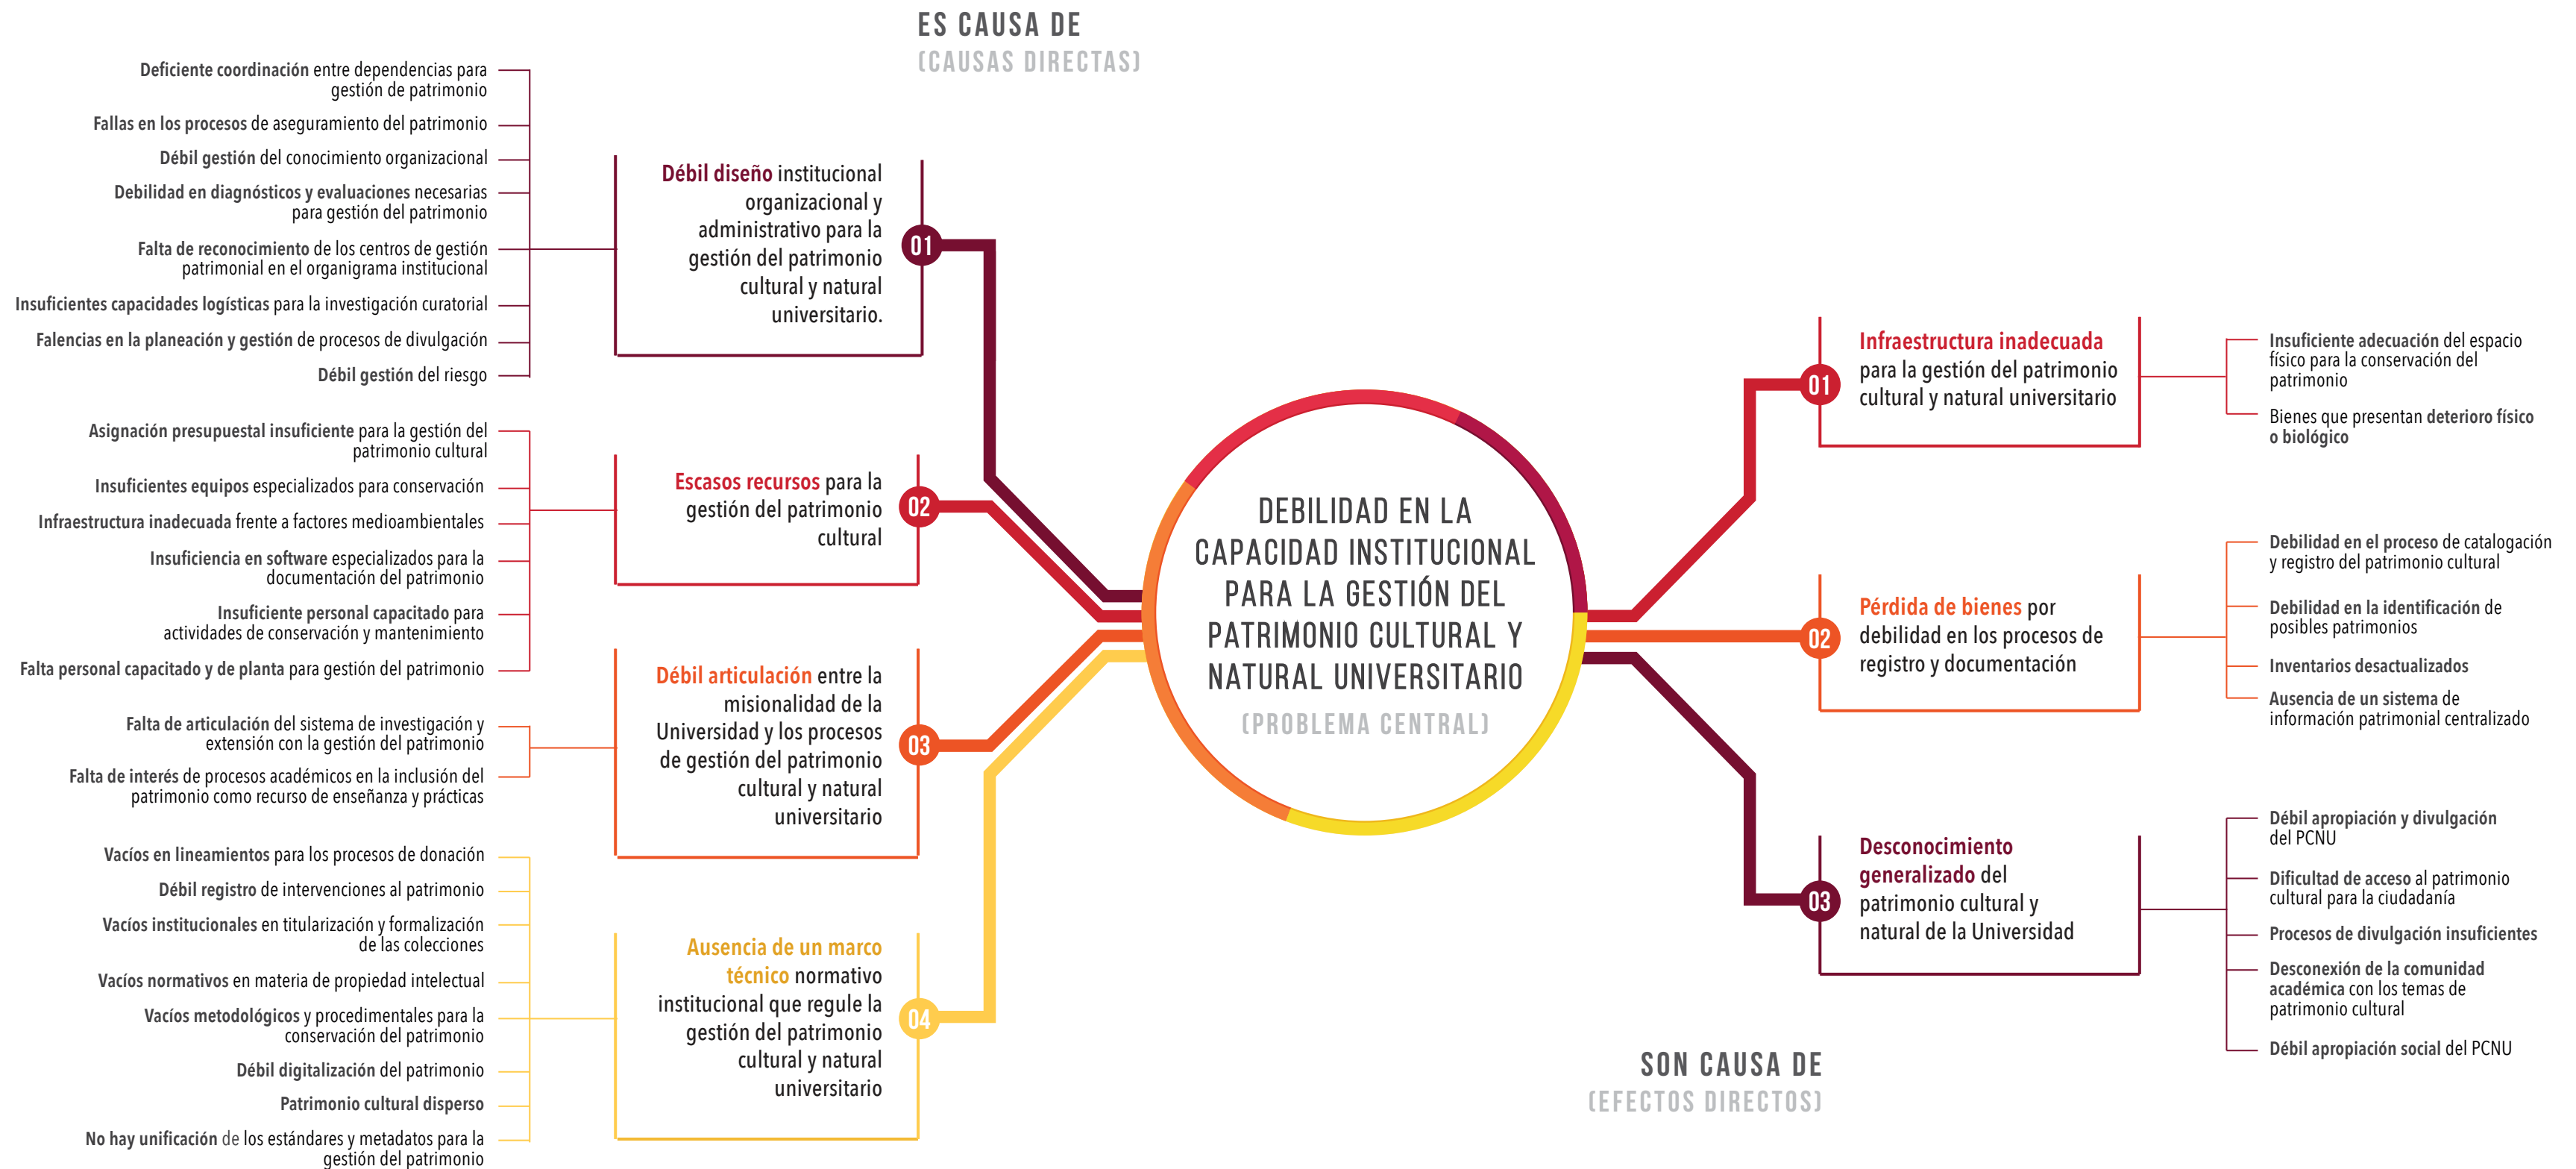 ES CAUSA DE
(CAUSAS DIRECTAS)
Deficiente coordinación entre dependencias para
gestión de patrimonio
Fallas en los procesos de aseguramiento del patrimonio
Débil gestión del conocimiento organizacional
Debilidad en diagnósticos y evaluaciones necesarias
para gestión del patrimonio
Falta de reconocimiento de los centros de gestión
patrimonial en el organigrama institucional
Insuficientes capacidades logísticas para la investigación curatorial
Falencias en la planeación y gestión de procesos de divulgación
Débil gestión del riesgo
Débil diseño institucional
organizacional y
administrativo para la
gestión del patrimonio
cultural y natural
universitario.
01
Asignación presupuestal insuficiente para la gestión del
patrimonio cultural
Insuficientes equipos especializados para conservación
Infraestructura inadecuada frente a factores medioambientales
Insuficiencia en software especializados para la
documentación del patrimonio
Insuficiente personal capacitado para
actividades de conservación y mantenimiento
Falta personal capacitado y de planta para gestión del patrimonio
Escasos recursos para la
gestión del patrimonio
cultural
02
Falta de articulación del sistema de investigación y
extensión con la gestión del patrimonio
Falta de interés de procesos académicos en la inclusión del
patrimonio como recurso de enseñanza y prácticas
Débil articulación entre la
misionalidad de la
Universidad y los procesos
de gestión del patrimonio
cultural y natural
universitario
03
Vacíos en lineamientos para los procesos de donación
Débil registro de intervenciones al patrimonio
Vacíos institucionales en titularización y formalización
de las colecciones
Vacíos normativos en materia de propiedad intelectual
Vacíos metodológicos y procedimentales para la
conservación del patrimonio
Débil digitalización del patrimonio
Patrimonio cultural disperso
No hay unificación de los estándares y metadatos para la
gestión del patrimonio
Ausencia de un marco
técnico normativo
institucional que regule la
gestión del patrimonio
cultural y natural
universitario
04
DEBILIDAD EN LA
CAPACIDAD INSTITUCIONAL
PARA LA GESTIÓN DEL
PATRIMONIO CULTURAL Y
NATURAL UNIVERSITARIO
(PROBLEMA CENTRAL)
01
Infraestructura inadecuada
para la gestión del patrimonio
cultural y natural universitario
Insuficiente adecuación del espacio
físico para la conservación del
patrimonio
Bienes que presentan deterioro físico
o biológico
02
Pérdida de bienes por
debilidad en los procesos de
registro y documentación
Debilidad en el proceso de catalogación
y registro del patrimonio cultural
Debilidad en la identificación de
posibles patrimonios
Inventarios desactualizados
Ausencia de un sistema de
información patrimonial centralizado
03
Desconocimiento
generalizado del
patrimonio cultural y
natural de la Universidad
Débil apropiación y divulgación
del PCNU
Dificultad de acceso al patrimonio
cultural para la ciudadanía
Procesos de divulgación insuficientes
Desconexión de la comunidad
académica con los temas de
patrimonio cultural
Débil apropiación social del PCNU
SON CAUSA DE
(EFECTOS DIRECTOS)